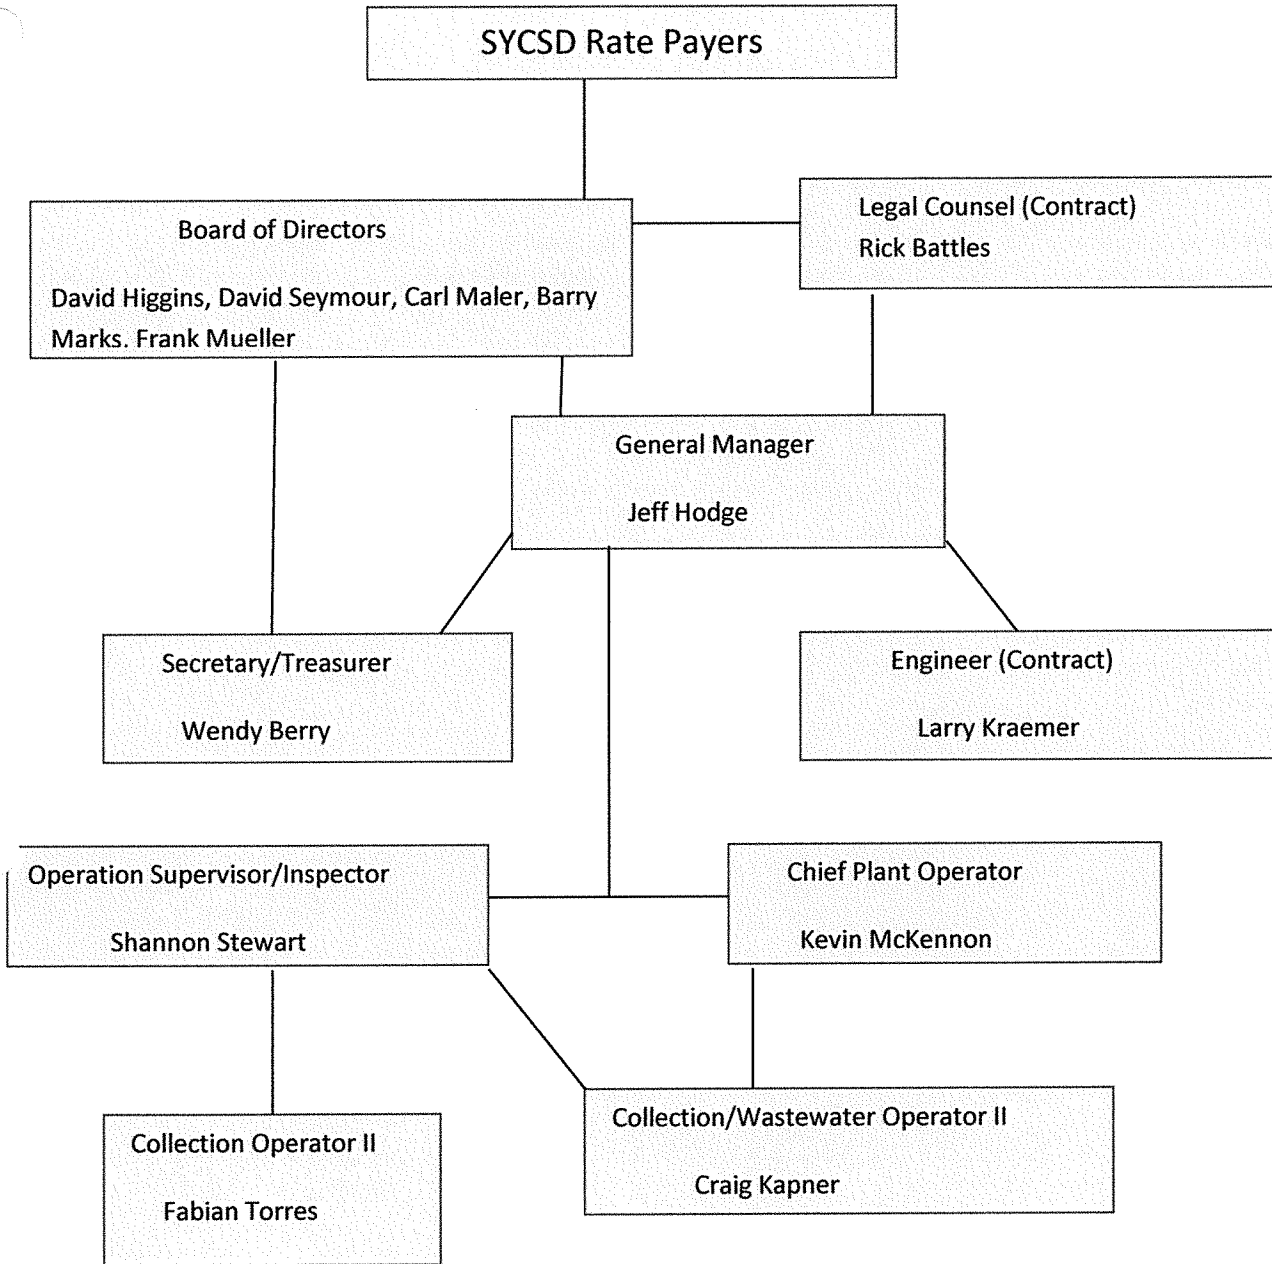 SYCSD Rate Payers
Board of Directors
David Higgins, David Seymour, Carl Maler, Barry
Marks. Frank Mueller
Legal Counsel (Contract)
Rick Battles
General Manager
Jeff Hodge
Secretary/Treasurer
Wendy Berry
Engineer (Contract)
Larry Kraemer
Operation Supervisor/Inspector
Shannon Stewart
Chief Plant Operator
Kevin McKennon
Collection Operator II
Fabian Torres
Collection/Wastewater Operator II
Craig Kapner